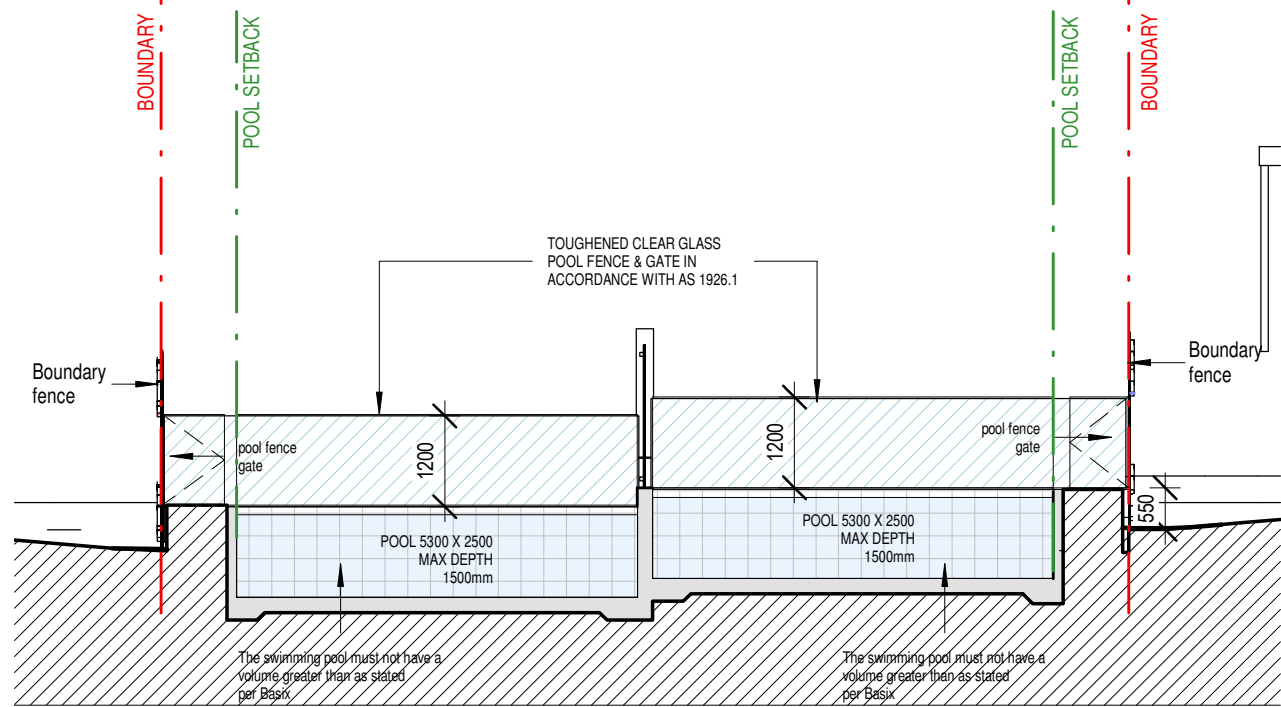 BOUNDARY
POOL SETBACK
POOL SETBACK
BOUNDARY
TOUGHENED CLEAR GLASS
POOL FENCE & GATE IN
ACCORDANCE WITH AS 1926.1
Boundary
fence
Boundary
fence
pool fence
gate
1200
1200
pool fence
gate
550
POOL 5300 X 2500
MAX DEPTH
1500mm
POOL 5300 X 2500
MAX DEPTH
1500mm
The swimming pool must not have a
volume greater than as stated
per Basix
The swimming pool must not have a
volume greater than as stated
per Basix